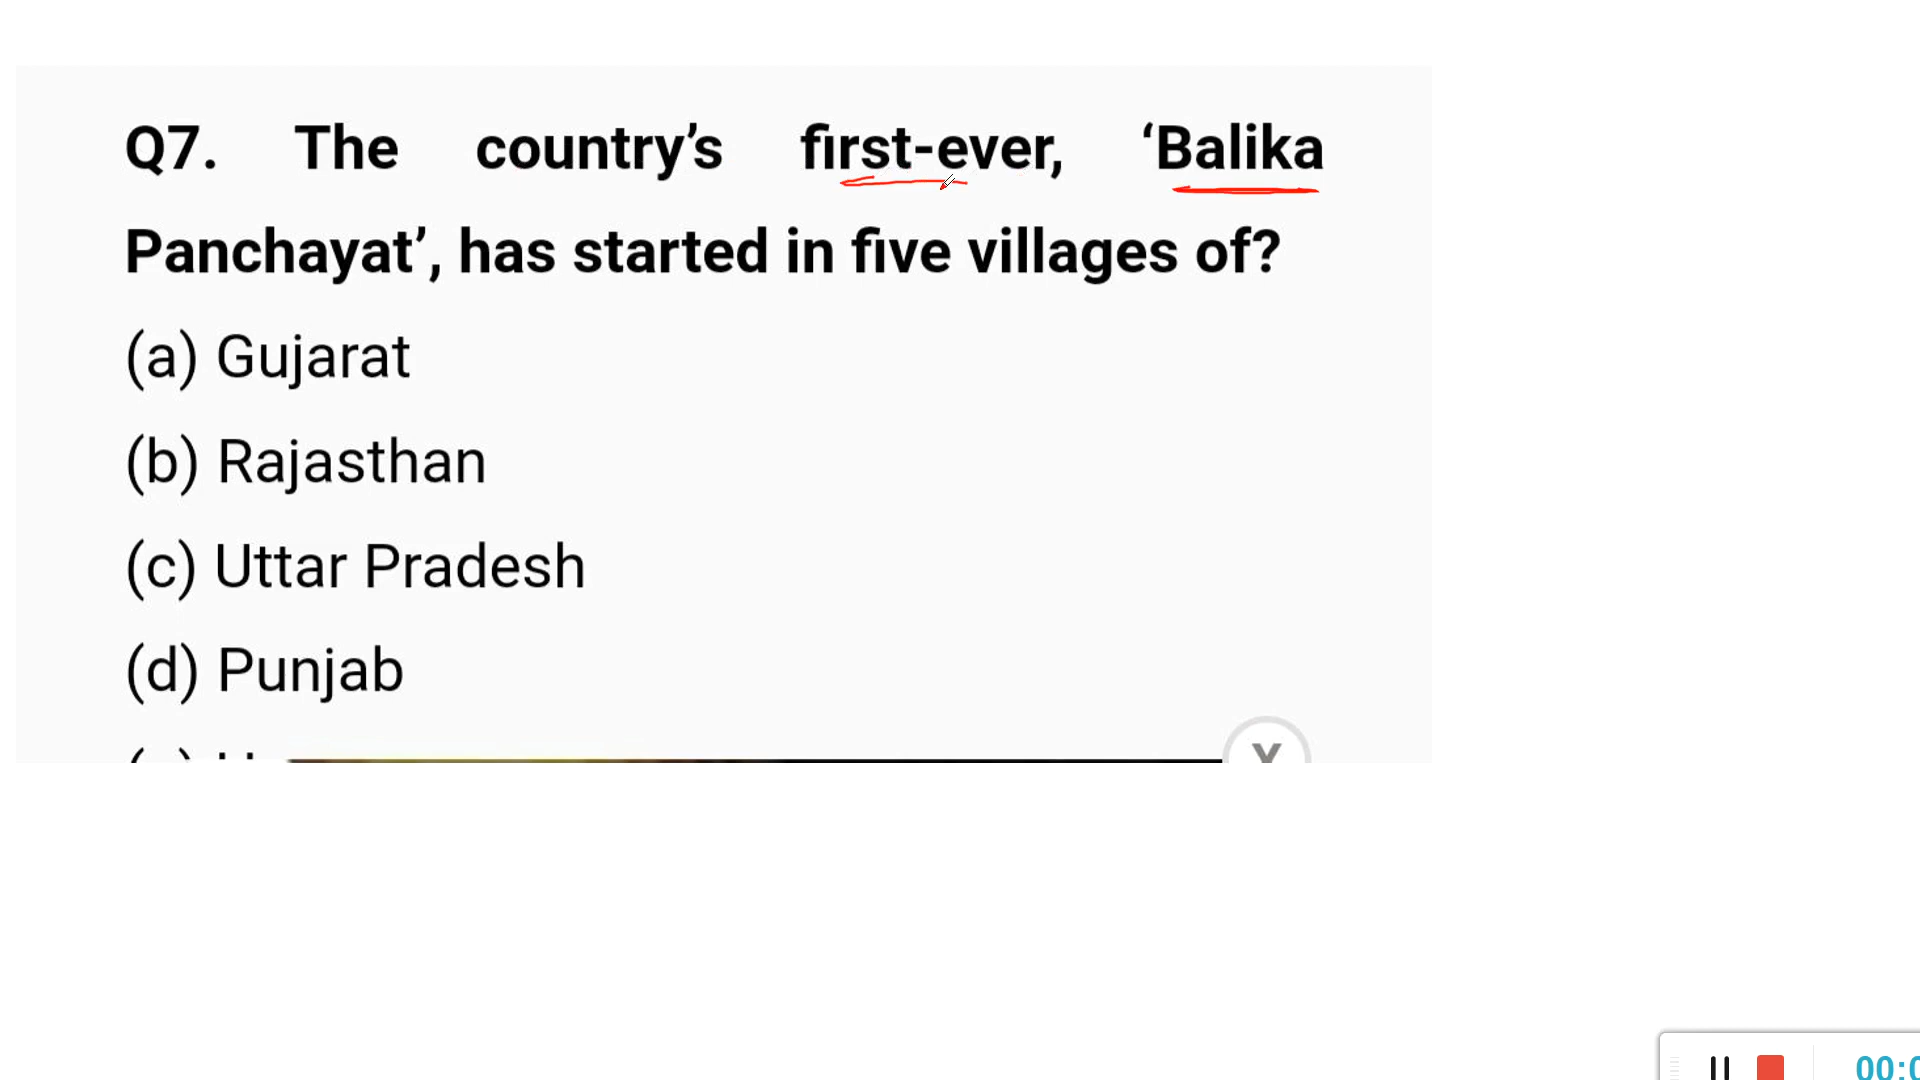 Q7. The country’s first-ever, ‘Balika
Panchayat’, has started in five villages of?
(a) Gujarat
(b) Rajasthan
(c) Uttar Pradesh
(d) Punjab